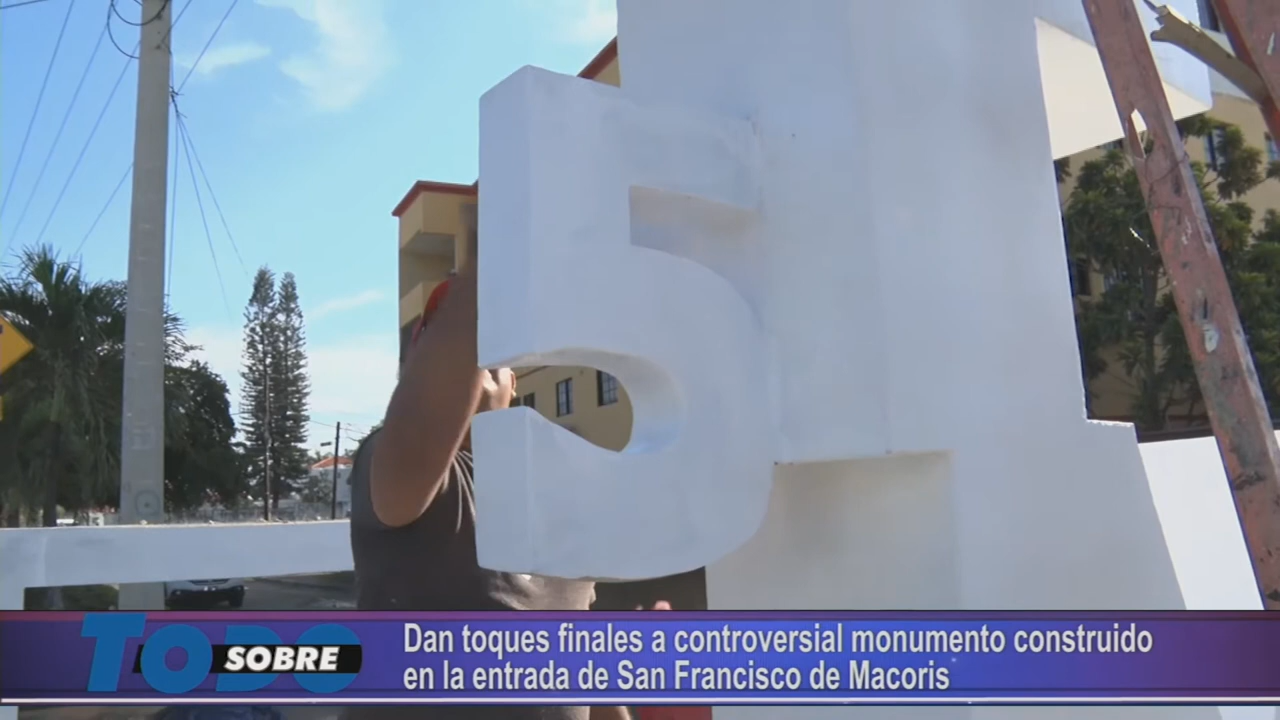 5
TODO
SOBRE
Dan toques finales a controversial monumento construido
en la entrada de San Francisco de Macoris